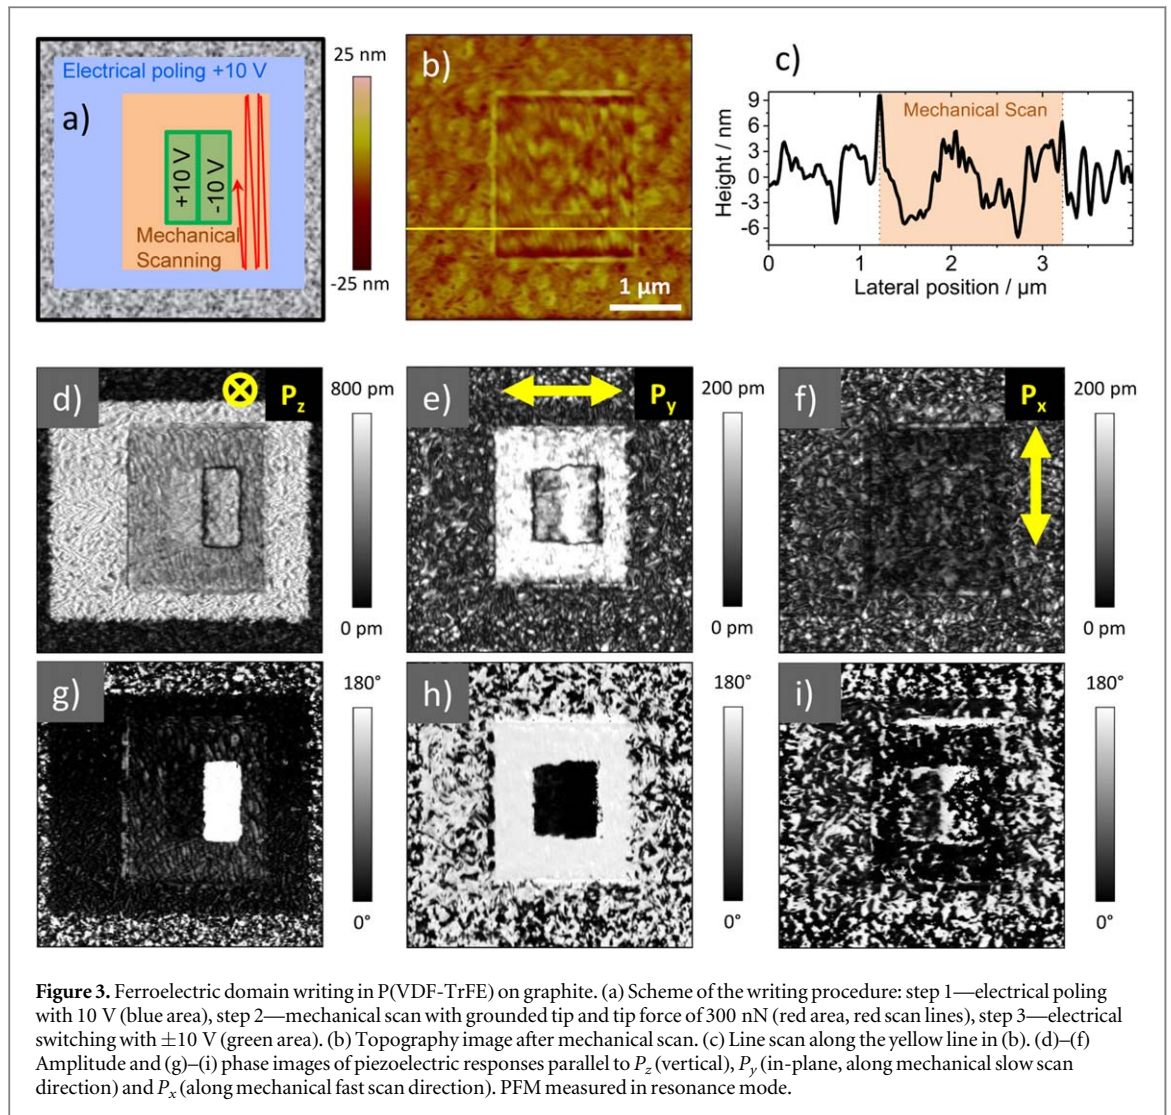 Electrical poling +10 V
a)
+10 V
-10 V
Mechanical
Scanning
25 nm
-25 nm
b)
1 μm
c)
Mechanical Scan
Height / nm
9
6
3
0
-3
-6
0
1
2
3
Lateral position / μm
d)
Pz
800 pm
0 pm
e)
Py
200 pm
0 pm
f)
Px
200 pm
0 pm
g)
180°
0°
h)
180°
0°
i)
180°
0°
Figure 3. Ferroelectric domain writing in P(VDF-TrFE) on graphite. (a) Scheme of the writing procedure: step 1—electrical poling
with 10 V (blue area), step 2—mechanical scan with grounded tip and tip force of 300 nN (red area, red scan lines), step 3—electrical
switching with ±10 V (green area). (b) Topography image after mechanical scan. (c) Line scan along the yellow line in (b). (d)–(f)
Amplitude and (g)–(i) phase images of piezoelectric responses parallel to Pz (vertical), Py (in-plane, along mechanical slow scan
direction) and Px (along mechanical fast scan direction). PFM measured in resonance mode.